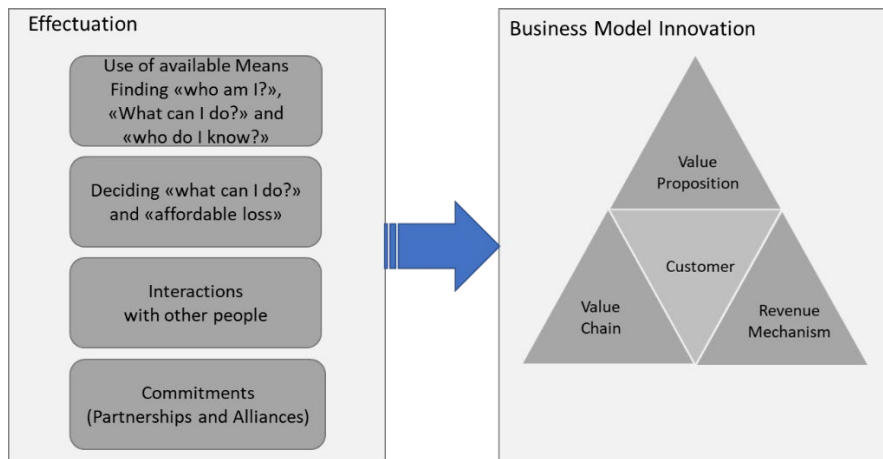 Effectuation
Use of available Means
Finding «who am I?»,
«What can I do?» and
«who do I know?»
Deciding «what can I do?»
and «affordable loss»
Interactions
with other people
Commitments
(Partnerships and Alliances)
Business Model Innovation
Value
Proposition
Customer
Value
Chain
Revenue
Mechanism